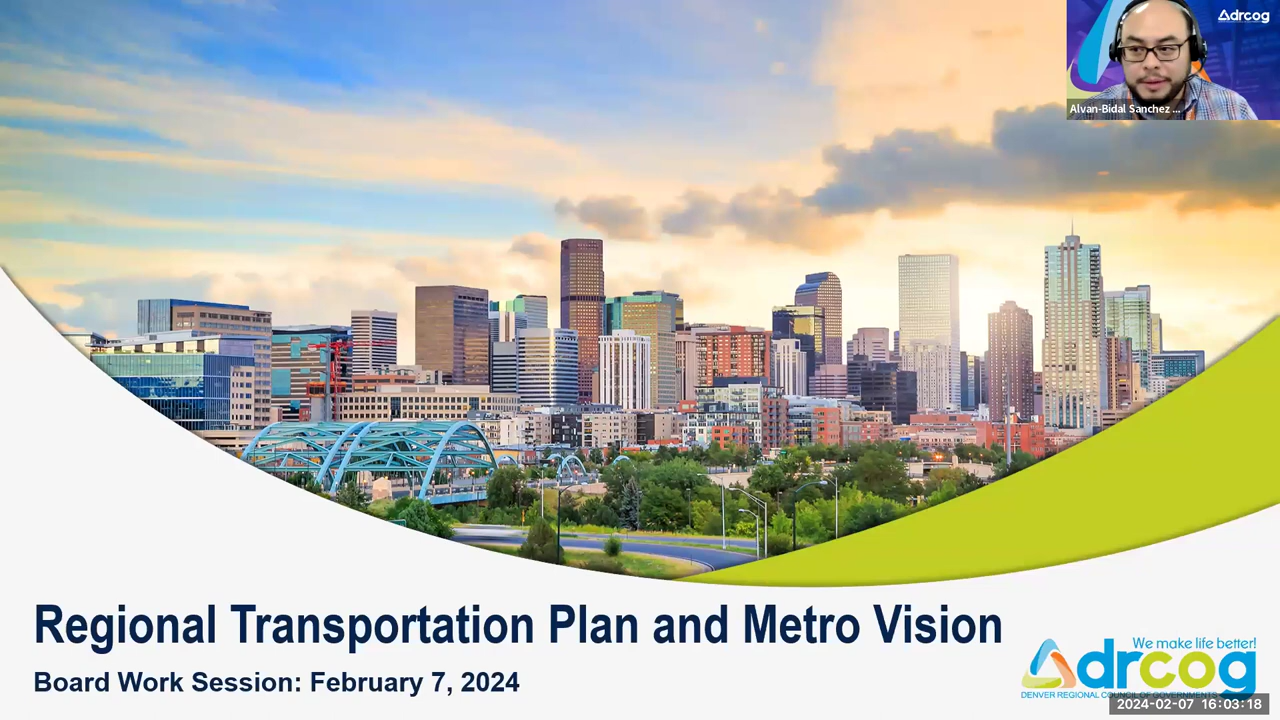 drcog
Alvan-Bidal Sanchez ...
Regional Transportation Plan and Metro Vision
Board Work Session: February 7, 2024
We make life better!
drcog
DENVER REGIONAL COUNCIL OF GOVERNMENTS
2024-02-07 16:03:18